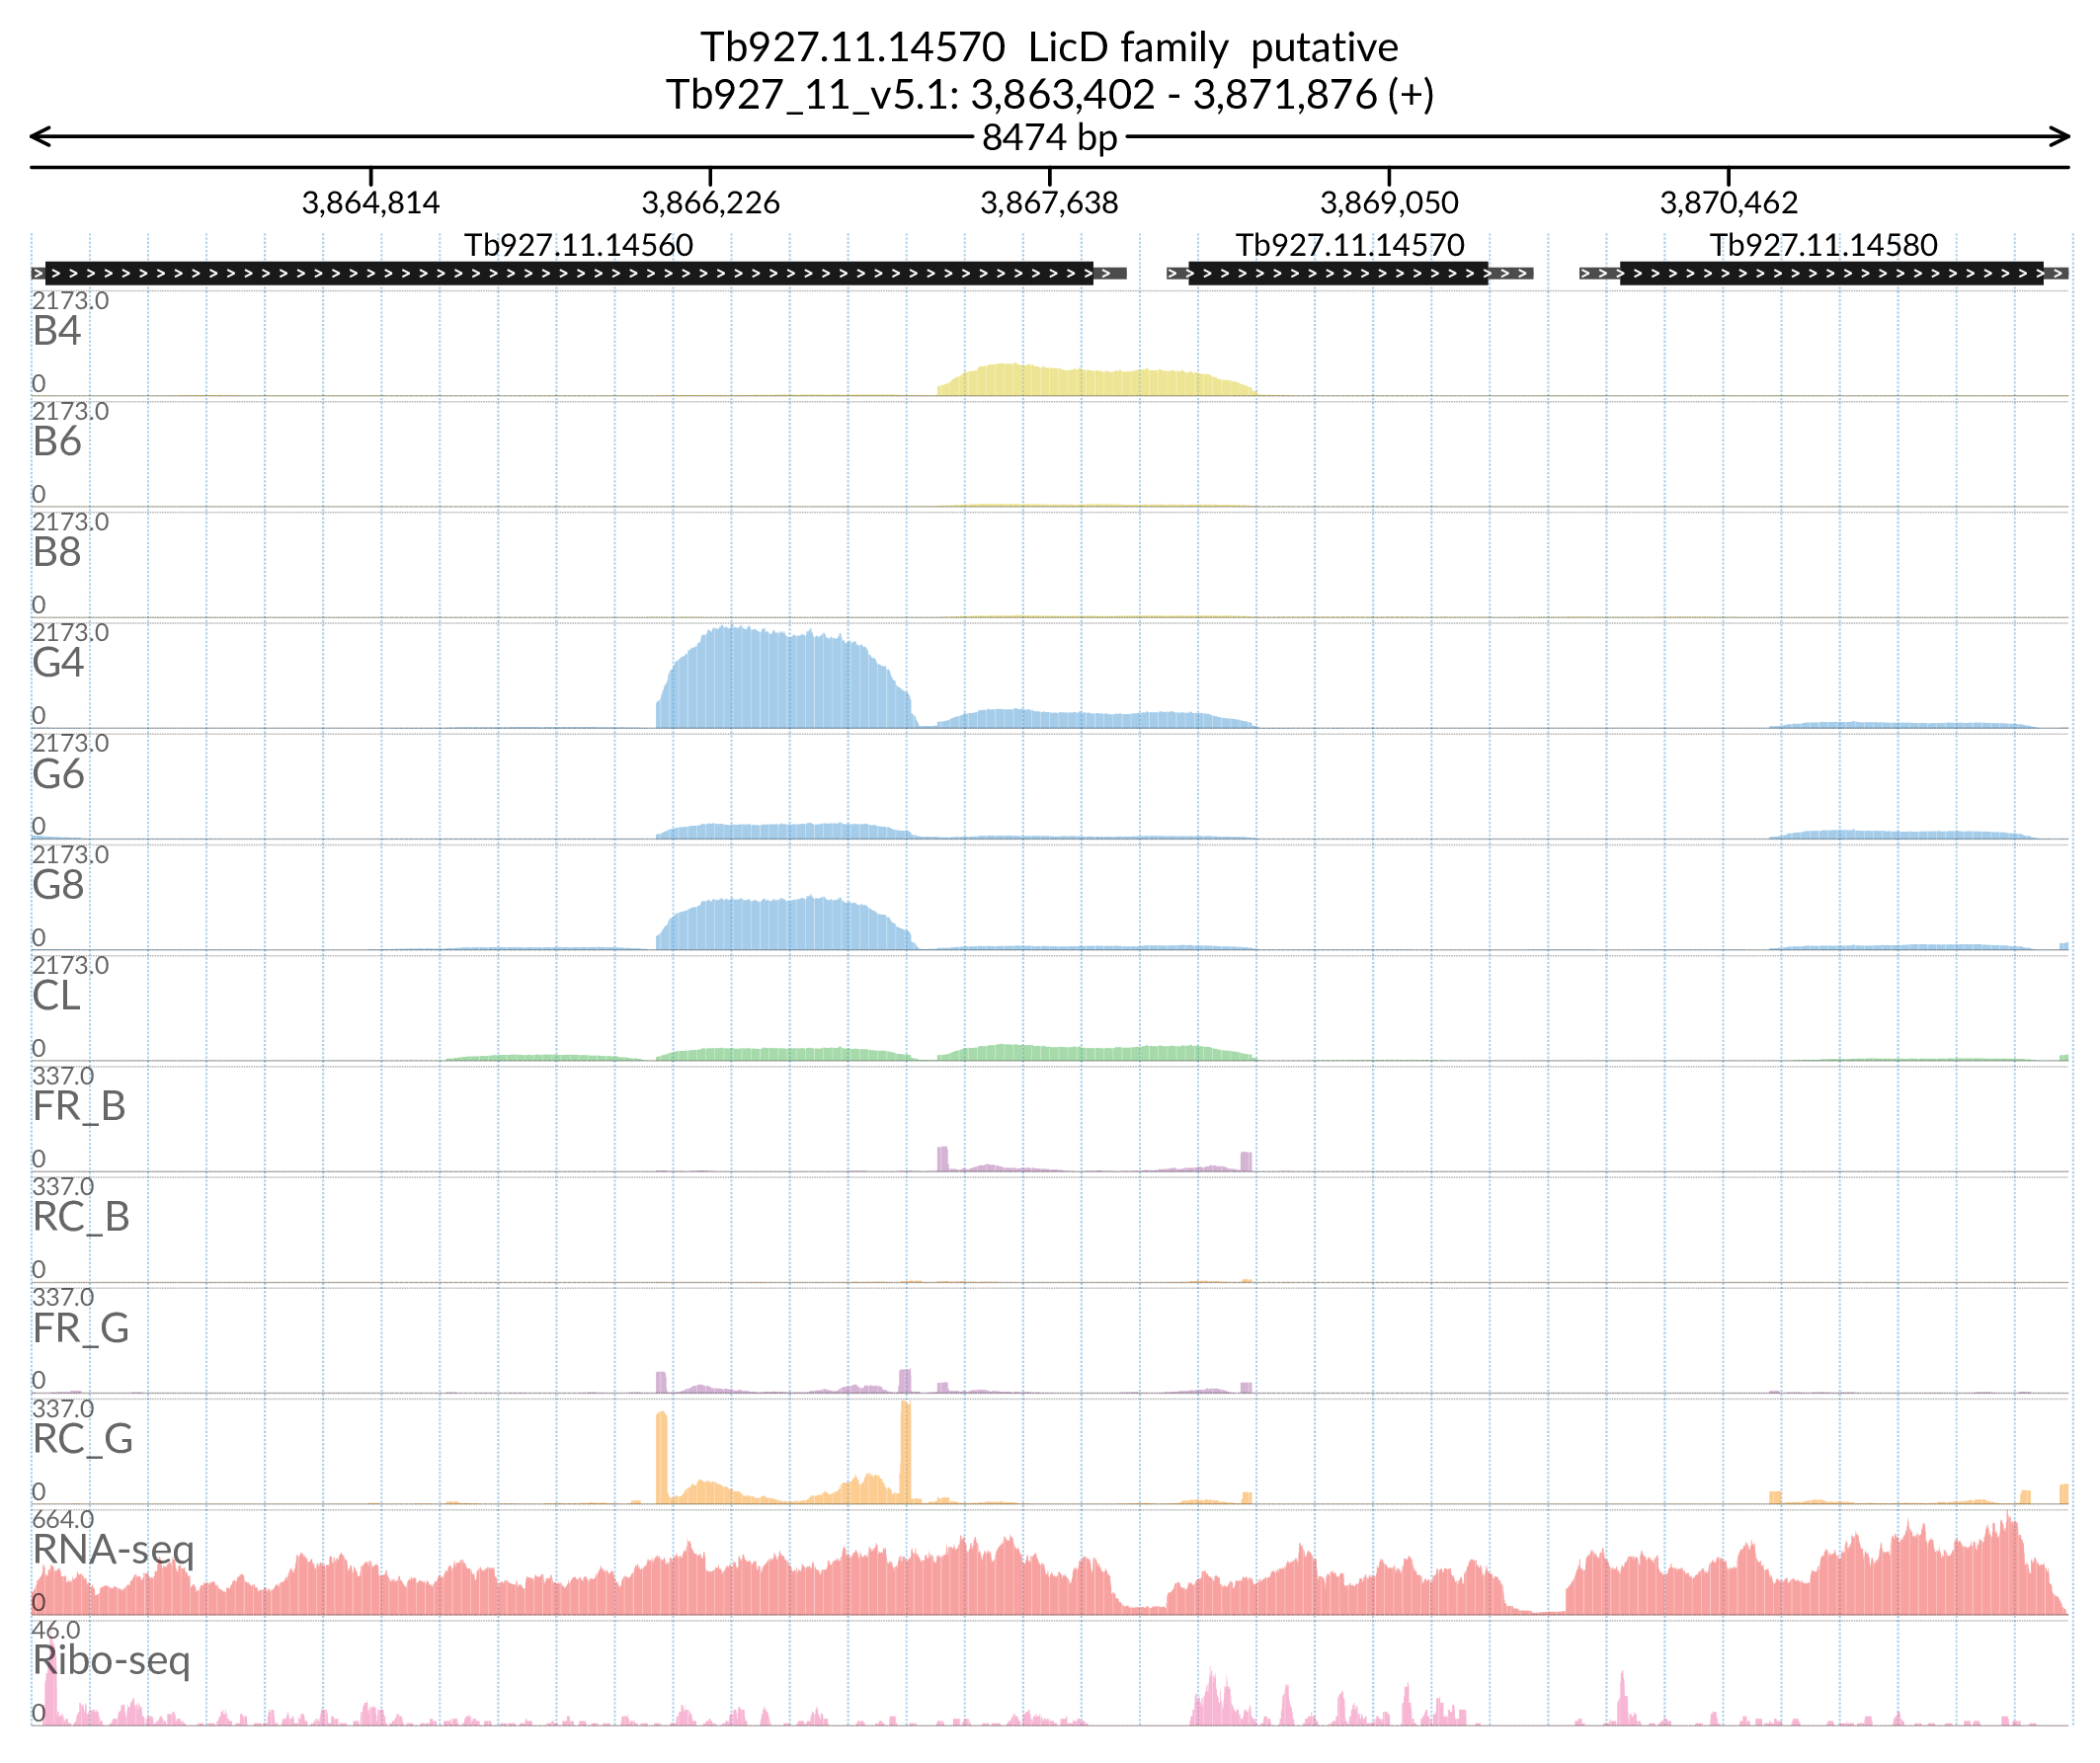 Tb927.11.14570  LicD family  putative
Tb927_11_v5.1: 3,863,402 - 3,871,876 (+)
8474 bp
3,864,814 3,866,226 3,867,638 3,869,050 3,870,462
Tb927.11.14560 Tb927.11.14570 Tb927.11.14580
2173.0
B4
0
2173.0
B6
0
2173.0
B8
0
2173.0
G4
0
2173.0
G6
0
2173.0
G8
0
2173.0
CL
0
337.0
FR_B
0
337.0
RC_B
0
337.0
FR_G
0
337.0
RC_G
0
664.0
RNA-seq
0
46.0
Ribo-seq
0